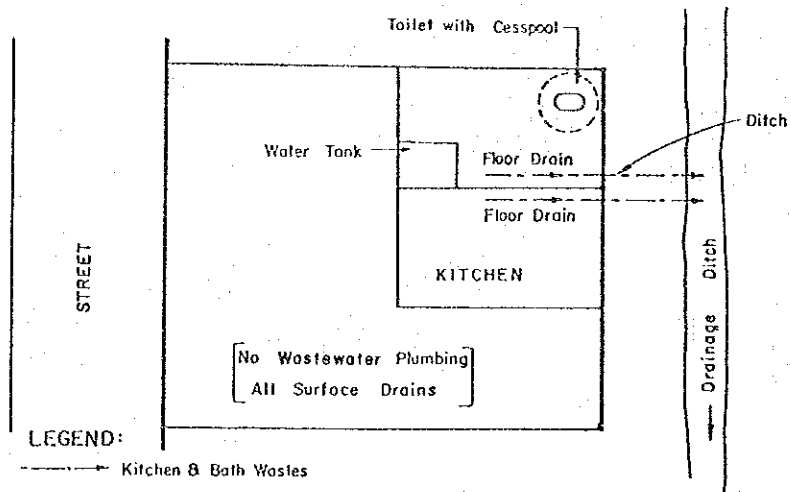 Toilet with Cesspool
Ditch
Water Tank
Floor Drain
Floor Drain
KITCHEN
STREET
Drainage Ditch
No Wastewater Plumbing
All Surface Drains
LEGEND:
Kitchen & Bath Wastes